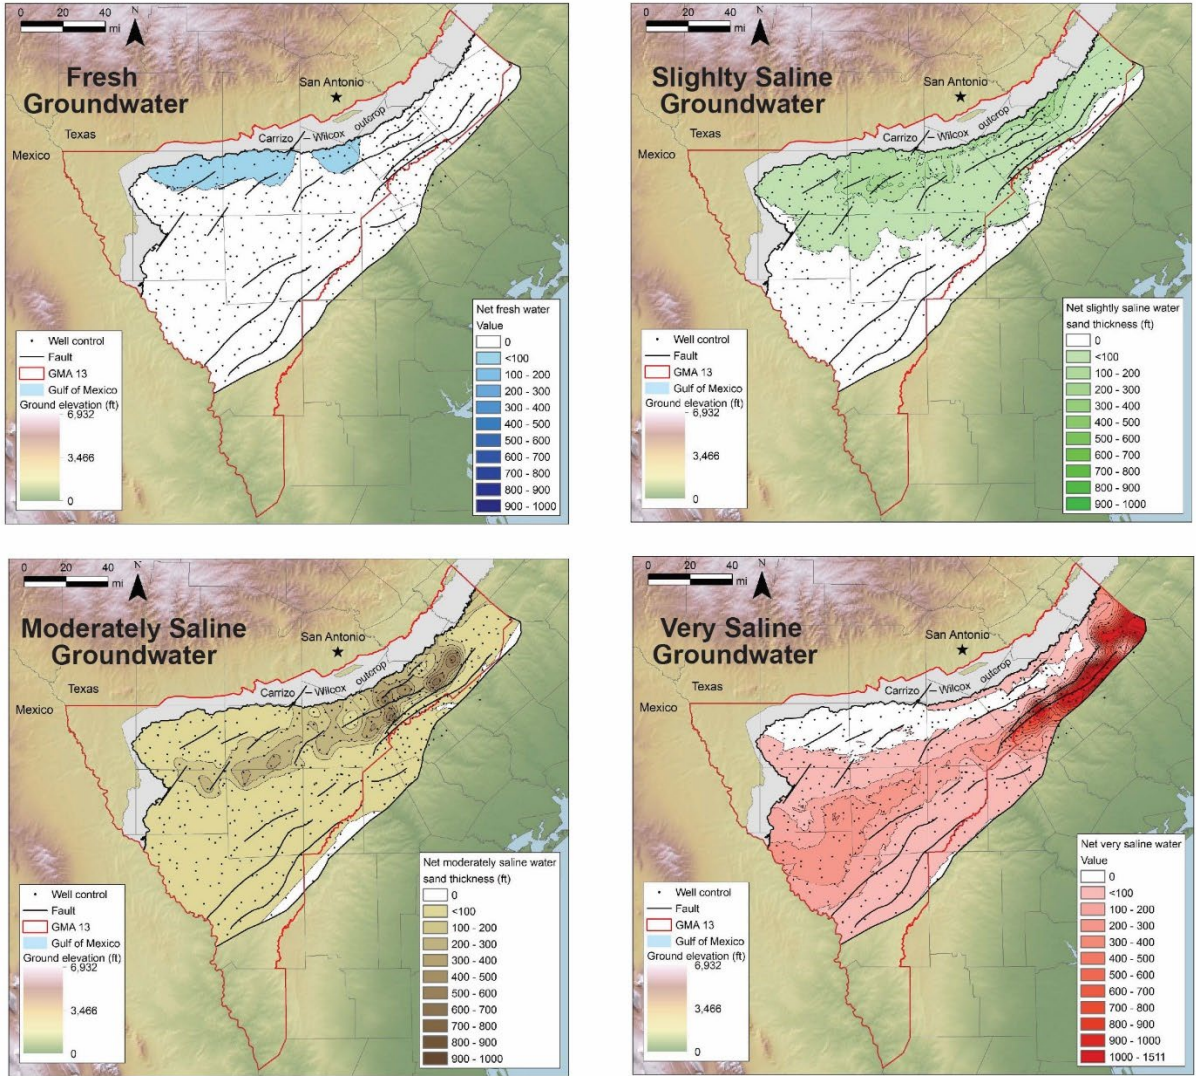 0 20 40
mi
N
Fresh
Groundwater
San Antonio
Texas
Mexico
Carrizo
Wilcox outcrop
Well control
Fault
GMA 13
Gulf of Mexico
Ground elevation (ft)
6,932
3,466
0
Net fresh water
Value
0
<100
100 - 200
200 - 300
300 - 400
400 - 500
500 - 600
600 - 700
700 - 800
800 - 900
900 - 1000
0 20 40
mi
N
Slighlty Saline
Groundwater
San Antonio
Texas
Mexico
Carrizo
Wilcox outcrop
Well control
Fault
GMA 13
Gulf of Mexico
Ground elevation (ft)
6,932
3,466
0
Net slightly saline water
sand thickness (ft)
0
<100
100 - 200
200 - 300
300 - 400
400 - 500
500 - 600
600 - 700
700 - 800
800 - 900
900 - 1000
0 20 40
mi
N
Moderately Saline
Groundwater
San Antonio
Texas
Mexico
Carrizo
Wilcox outcrop
Well control
Fault
GMA 13
Gulf of Mexico
Ground elevation (ft)
6,932
3,466
0
Net moderately saline water
sand thickness (ft)
0
<100
100 - 200
200 - 300
300 - 400
400 - 500
500 - 600
600 - 700
700 - 800
800 - 900
900 - 1000
0 20 40
mi
N
Very Saline
Groundwater
San Antonio
Texas
Mexico
Carrizo
Wilcox outcrop
Well control
Fault
GMA 13
Gulf of Mexico
Ground elevation (ft)
6,932
3,466
0
Net very saline water
Value
0
<100
100 - 200
200 - 300
300 - 400
400 - 500
500 - 600
600 - 700
700 - 800
800 - 900
900 - 1000
1000 - 1511